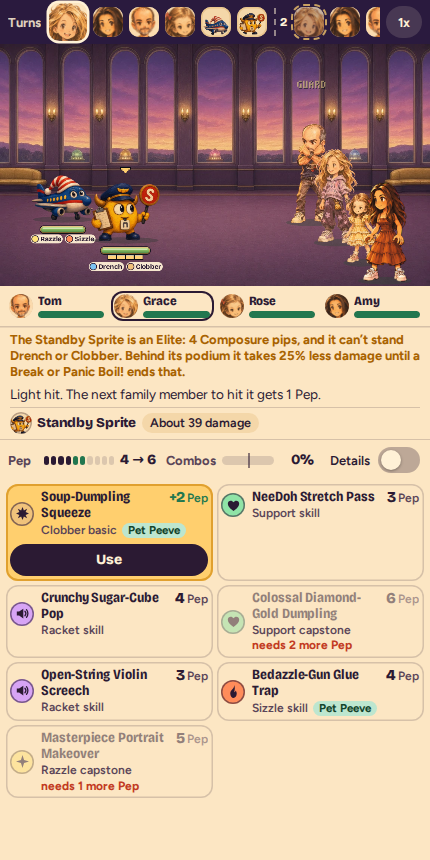 Turns
2
1x
GUARD
S
Razzle
Sizzle
Drench
Clobber
Tom
Grace
Rose
Amy
The Standby Sprite is an Elite: 4 Composure pips, and it can't stand
Drench or Clobber. Behind its podium it takes 25% less damage until a
Break or Panic Boil! ends that.
Light hit. The next family member to hit it gets 1 Pep.
Standby Sprite
About 39 damage
Pep
4 → 6
Combos
0%
Details
Soup-Dumpling
Squeeze
+2 Pep
Clobber basic
Pet Peeve
Use
NeeDoh Stretch Pass
3 Pep
Support skill
Crunchy Sugar-Cube
Pop
4 Pep
Racket skill
Colossal Diamond-
Gold Dumpling
6 Pep
Support capstone
needs 2 more Pep
Open-String Violin
Screech
3 Pep
Racket skill
Bedazzle-Gun Glue
Trap
4 Pep
Sizzle skill
Pet Peeve
Masterpiece Portrait
Makeover
5 Pep
Razzle capstone
needs 1 more Pep